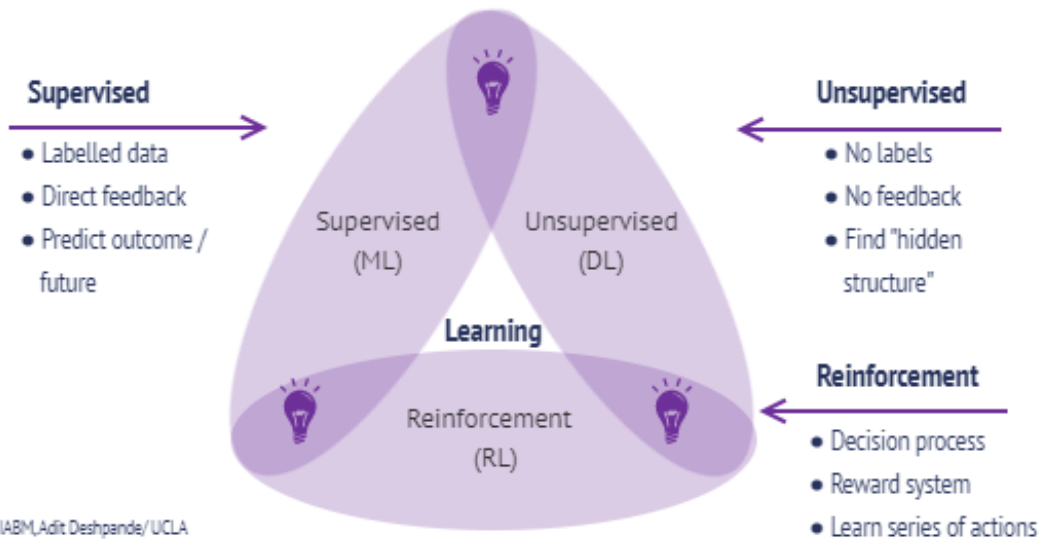 Supervised
• Labelled data
• Direct feedback
• Predict outcome /
future
Unsupervised
• No labels
• No feedback
• Find "hidden
structure"
Supervised
(ML)
Unsupervised
(DL)
Learning
Reinforcement
(RL)
Reinforcement
• Decision process
• Reward system
• Learn series of actions
IABM,Adit Deshpande/ UCLA